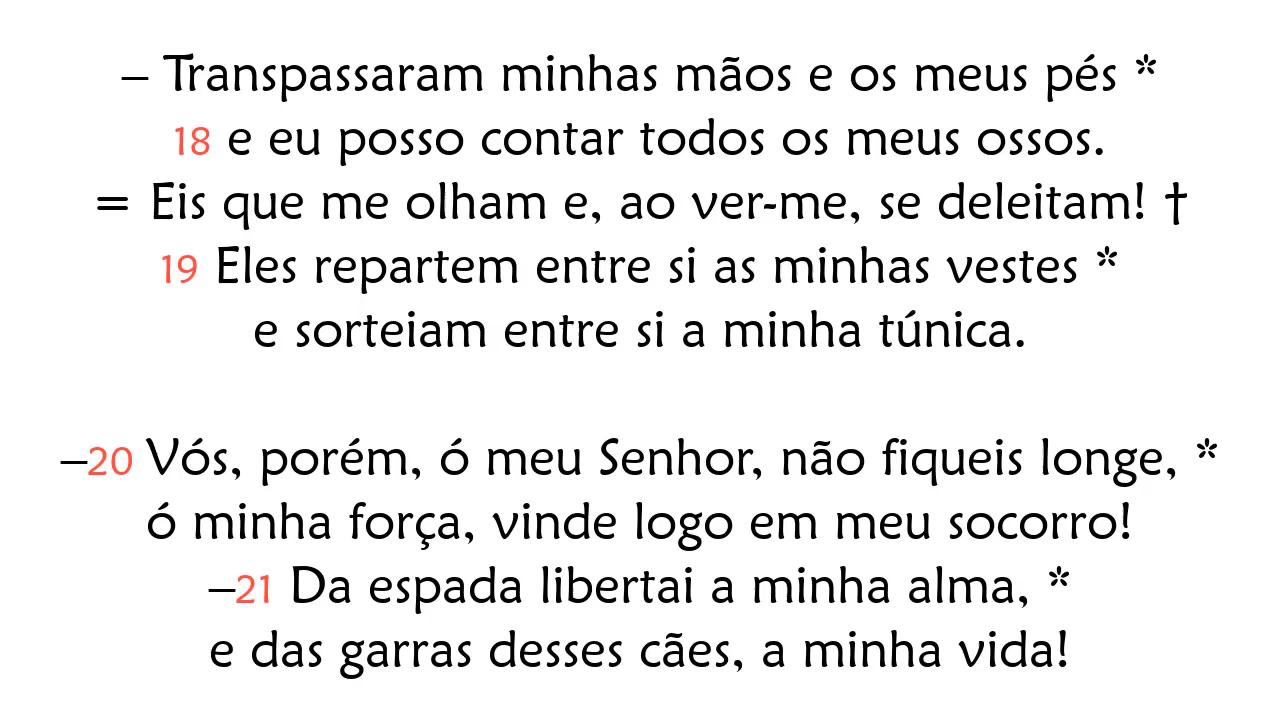 – Transpassaram minhas mãos e os meus pés *
18 e eu posso contar todos os meus ossos.
= Eis que me olham e, ao ver-me, se deleitam! †
19 Eles repartem entre si as minhas vestes *
e sorteiam entre si a minha túnica.
–20 Vós, porém, ó meu Senhor, não fiqueis longe, *
ó minha força, vinde logo em meu socorro!
–21 Da espada libertai a minha alma, *
e das garras desses cães, a minha vida!